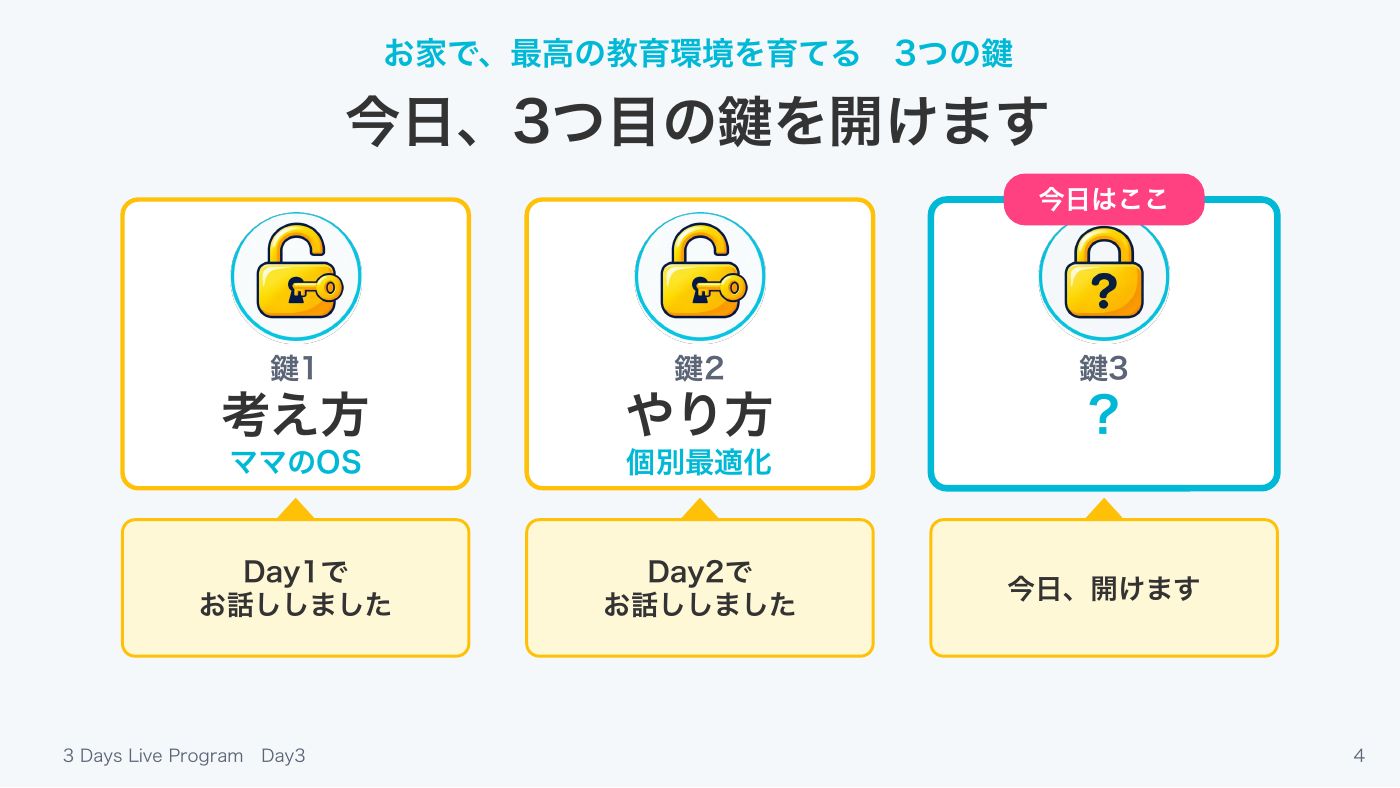 お家で、最高の教育環境を育てる　3つの鍵
今日、3つ目の鍵を開けます
今日はここ
?
鍵1
考え方
ママのOS
鍵2
やり方
個別最適化
鍵3
？
Day1で
お話ししました
Day2で
お話ししました
今日、開けます
3 Days Live Program　Day3
4